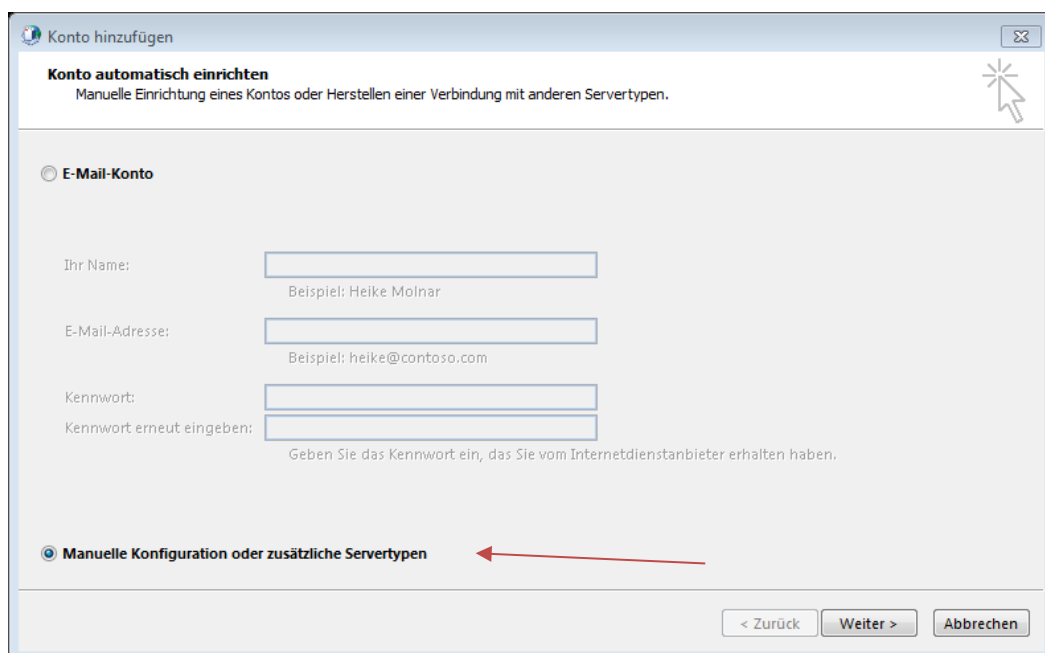 Konto hinzufügen
Konto automatisch einrichten
Manuelle Einrichtung eines Kontos oder Herstellen einer Verbindung mit anderen Servertypen.
E-Mail-Konto
Ihr Name:
Beispiel: Heike Molnar
E-Mail-Adresse:
Beispiel: heike@contoso.com
Kennwort:
Kennwort erneut eingeben:
Geben Sie das Kennwort ein, das Sie vom Internetdienstanbieter erhalten haben.
Manuelle Konfiguration oder zusätzliche Servertypen
< Zurück Weiter > Abbrechen